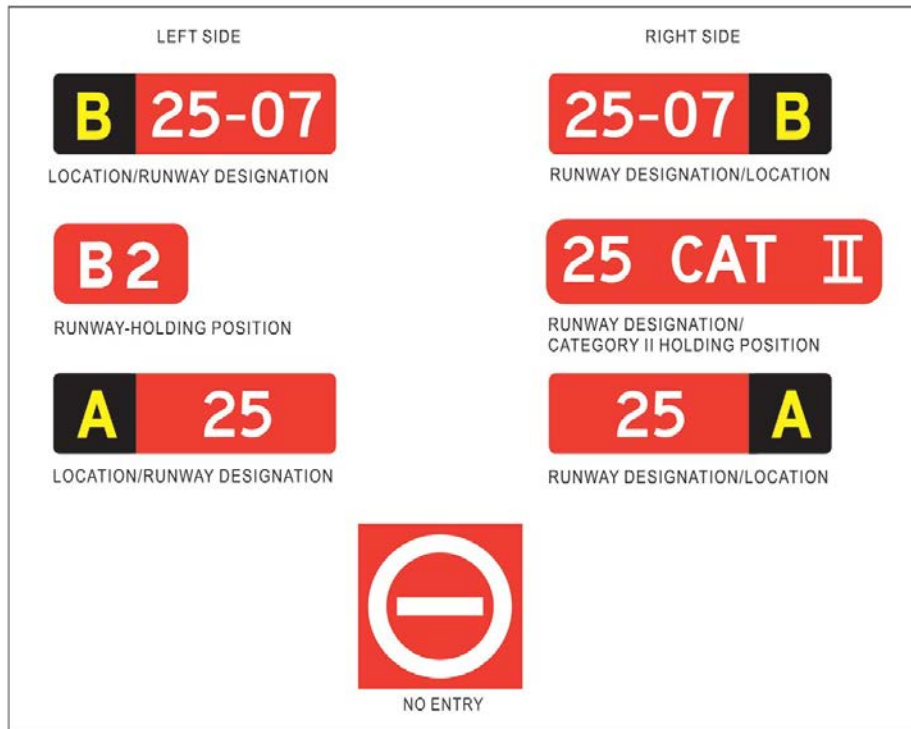 LEFT SIDE
RIGHT SIDE
B 25-07
25-07 B
LOCATION/RUNWAY DESIGNATION
RUNWAY DESIGNATION/LOCATION
B2
25 CAT II
RUNWAY-HOLDING POSITION
RUNWAY DESIGNATION/
CATEGORY II HOLDING POSITION
A 25
25 A
LOCATION/RUNWAY DESIGNATION
RUNWAY DESIGNATION/LOCATION
NO ENTRY